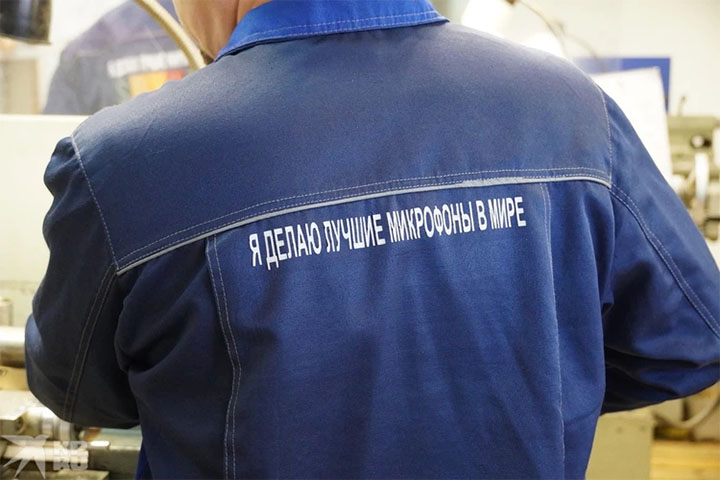 Я ДЕЛАЮ ЛУЧШИЕ МИКРОФОНЫ В МИРЕ